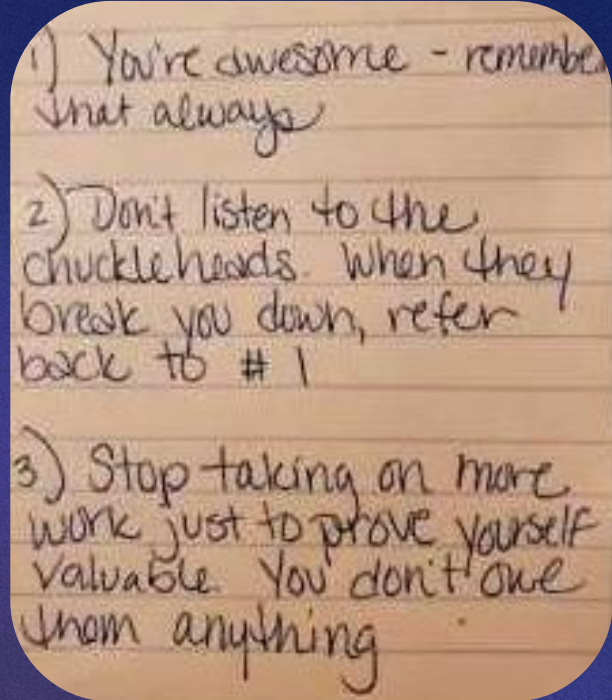 1) You're awesome - remember
that always
2) Don't listen to the
chuckleheads. When they
break you down, refer
back to # 1
3) Stop taking on more
work just to prove yourself
valuable. You don't owe
them anything